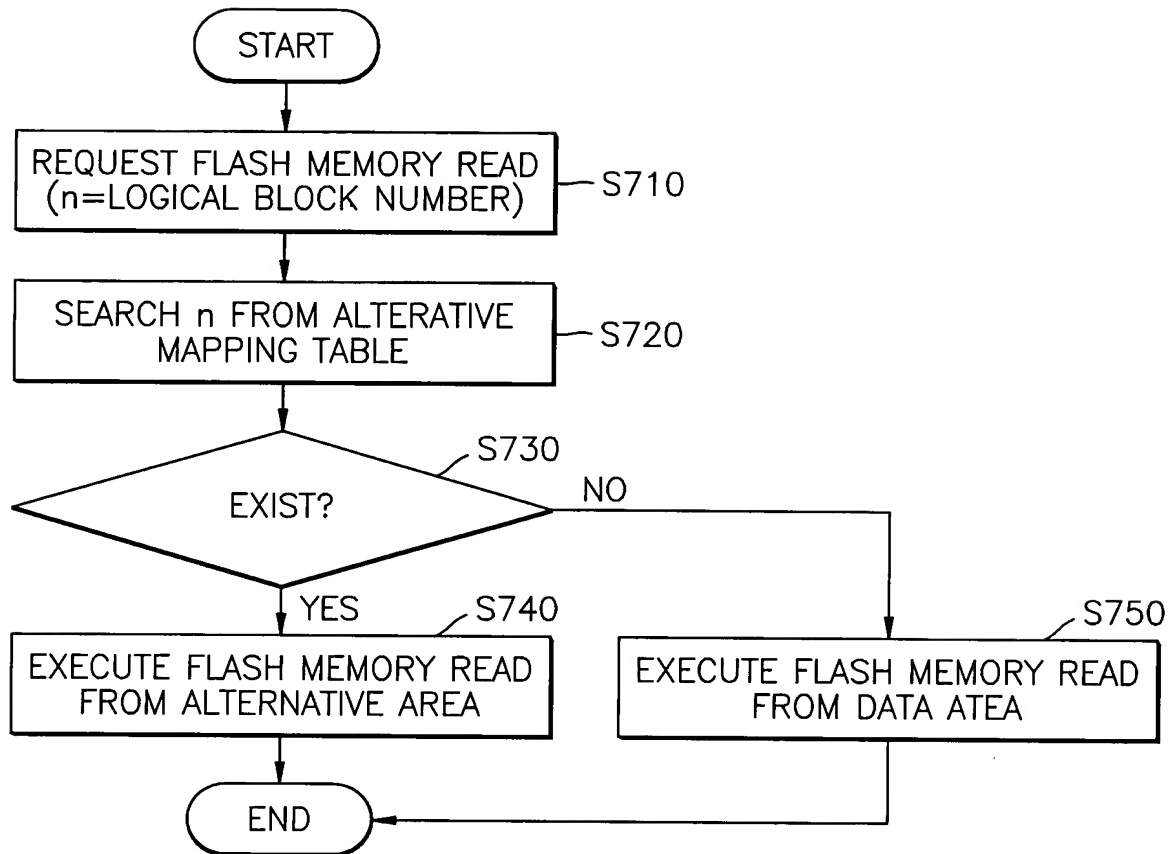 START
REQUEST FLASH MEMORY READ
(n=LOGICAL BLOCK NUMBER)
S710
SEARCH n FROM ALTERATIVE
MAPPING TABLE
S720
S730
EXIST?
NO
YES
S740
EXECUTE FLASH MEMORY READ
FROM ALTERNATIVE AREA
S750
EXECUTE FLASH MEMORY READ
FROM DATA ATEA
END